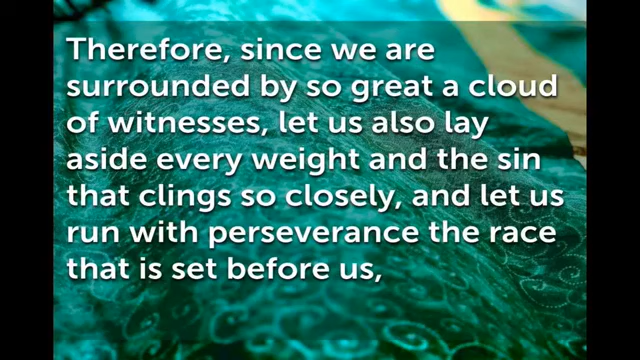 Therefore, since we are
surrounded by so great a cloud
of witnesses, let us also lay
aside every weight and the sin
that clings so closely, and let us
run with perseverance the race
that is set before us,